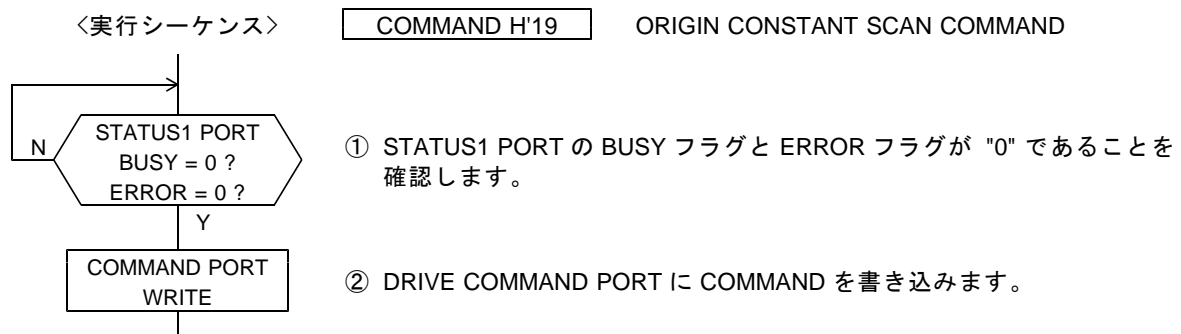 〈実行シーケンス〉 COMMAND H'19 ORIGIN CONSTANT SCAN COMMAND
STATUS1 PORT
BUSY = 0 ?
ERROR = 0 ?
N
Y
① STATUS1 PORT の BUSY フラグと ERROR フラグが "0" であることを
確認します。
COMMAND PORT
WRITE
② DRIVE COMMAND PORT に COMMAND を書き込みます。